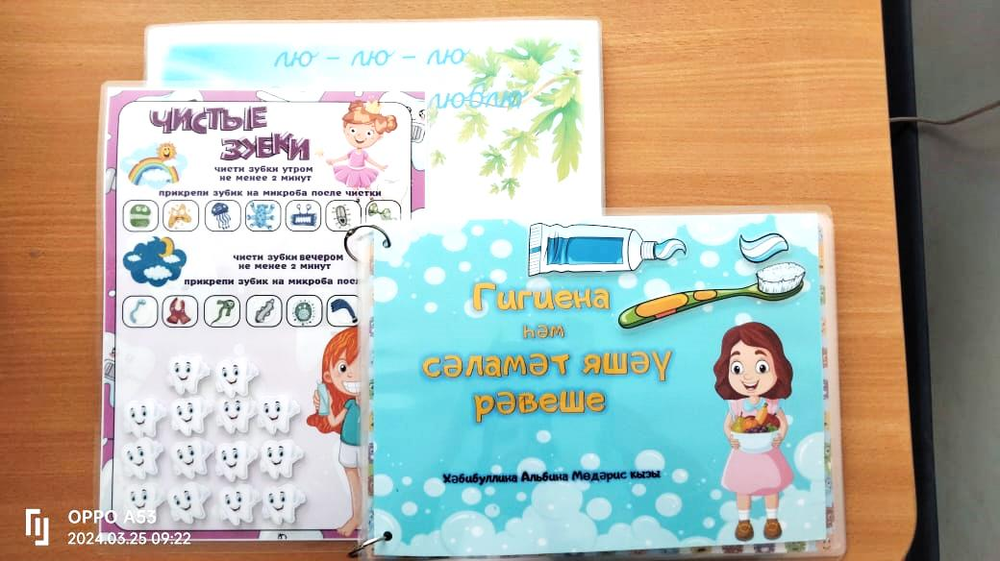 лю – лю – лю
люблю
ЧИСТЫЕ
ЗУБКИ
чисти зубки утром
не менее 2 минут
прикрепи зубик на микроба после чистки
чисти зубки вечером
не менее 2 минут
прикрепи зубик на микроба
Гигиена
һәм
сәламәт яшәү
рәвеше
Хәбибуллина Альбина Мөдәрис кызы
OPPO A53
2024.03.25 09:22